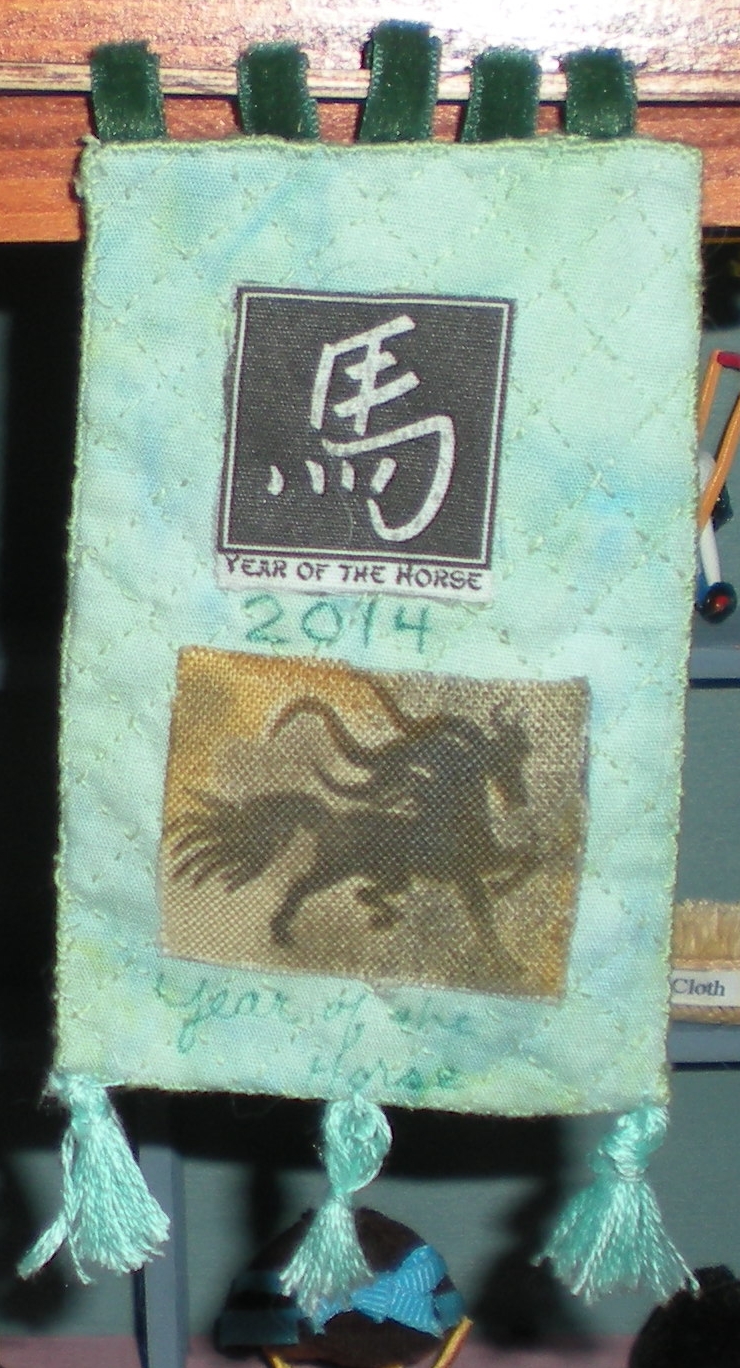 馬
YEAR OF THE HORSE
2014
Year of the
Horse
Cloth